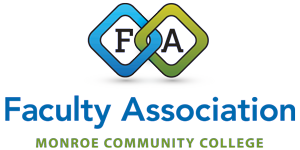 F A
Faculty Association
MONROE COMMUNITY COLLEGE